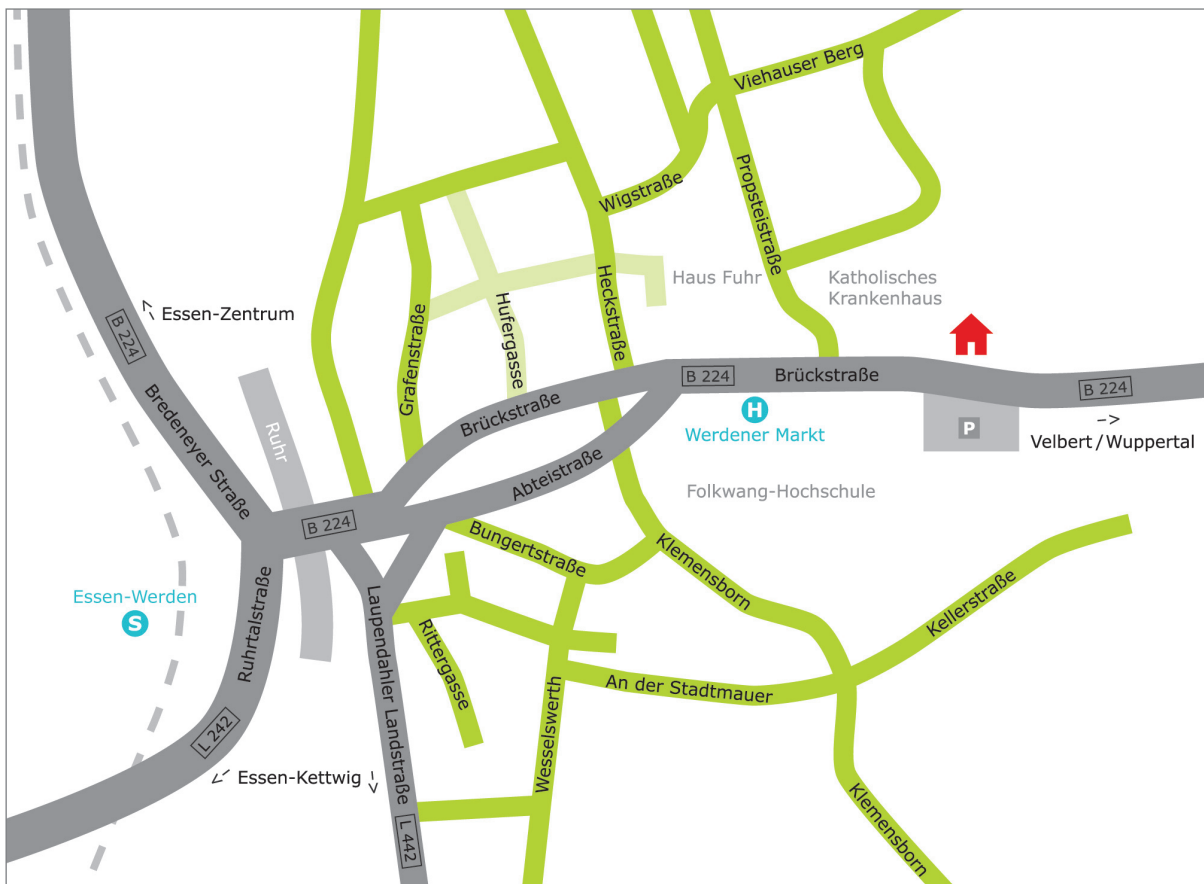 Viehauser Berg
Wigstraße
Propsteistraße
Haus Fuhr
Katholisches
Krankenhaus
Essen-Zentrum
B 224
Bredeneyer Straße
Ruhr
Grafenstraße
Hufergasse
Heckstraße
Brückstraße
B 224
Brückstraße
B 224
H
Werdener Markt
P
Velbert / Wuppertal
Abteistraße
Folkwang-Hochschule
B 224
Bungertstraße
Klemensborn
Kellerstraße
Essen-Werden
S
Ruhrtalstraße
Laupendahler Landstraße
Rittergasse
Wesselswerth
An der Stadtmauer
L 242
Essen-Kettwig
L 442
Klemensborn